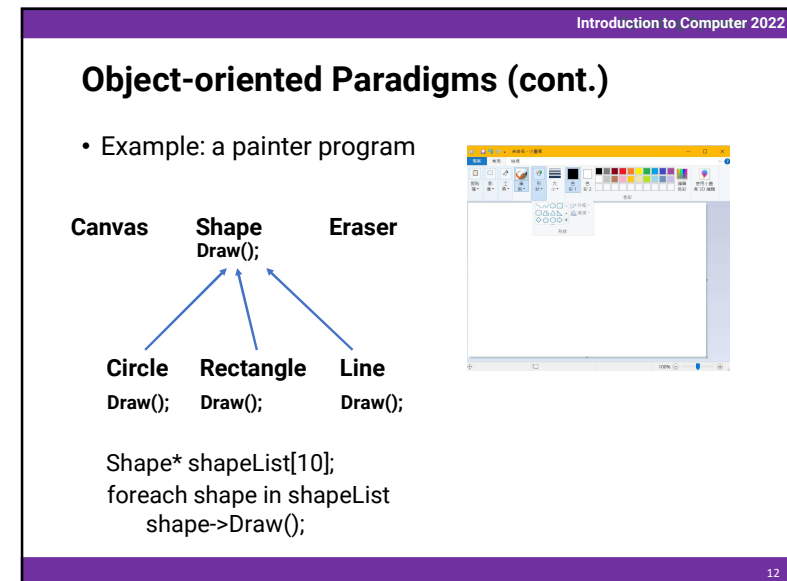 Introduction to Computer 2022
Object-oriented Paradigms (cont.)
• Example: a painter program
Canvas Shape Eraser
Draw();
Circle Rectangle Line
Draw(); Draw(); Draw();
Shape* shapeList[10];
foreach shape in shapeList
shape->Draw();
100%
12